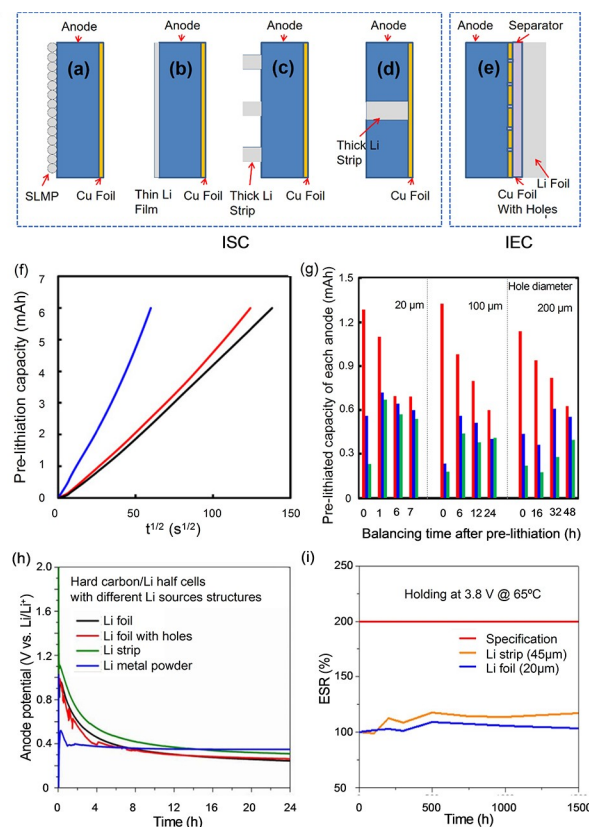 Anode Anode Anode Anode Anode Separator
(a) (b) (c) (d) (e)
Thick Li
Strip
SLMP Cu Foil Thin Li Cu Foil Thick Li Cu Foil Cu Foil Cu Foil Li Foil
Film Strip With Holes
ISC IEC
(f)
Pre-lithiation capacity (mAh)
7
6
5
4
3
2
1
0
0 50 100 150
t1/2 (s1/2)
(g)
Pre-lithiated capacity of each anode (mAh)
1.5
1.2
0.9
0.6
0.3
0.0
Hole diameter
20 µm 100 µm 200 µm
0 1 6 7 0 6 12 24 0 16 32 48
Balancing time after pre-lithiation (h)
(h)
Anode potential (V vs. Li/Li+)
2.0
1.6
1.2
0.8
0.4
0.0
Hard carbon/Li half cells
with different Li sources structures
Li foil
Li foil with holes
Li strip
Li metal powder
0 4 8 12 16 20 24
Time (h)
(i)
ESR (%)
250
200
150
100
50
Holding at 3.8 V @ 65ºC
Specification
Li strip (45µm)
Li foil (20µm)
0 500 1000 1500
Time (h)